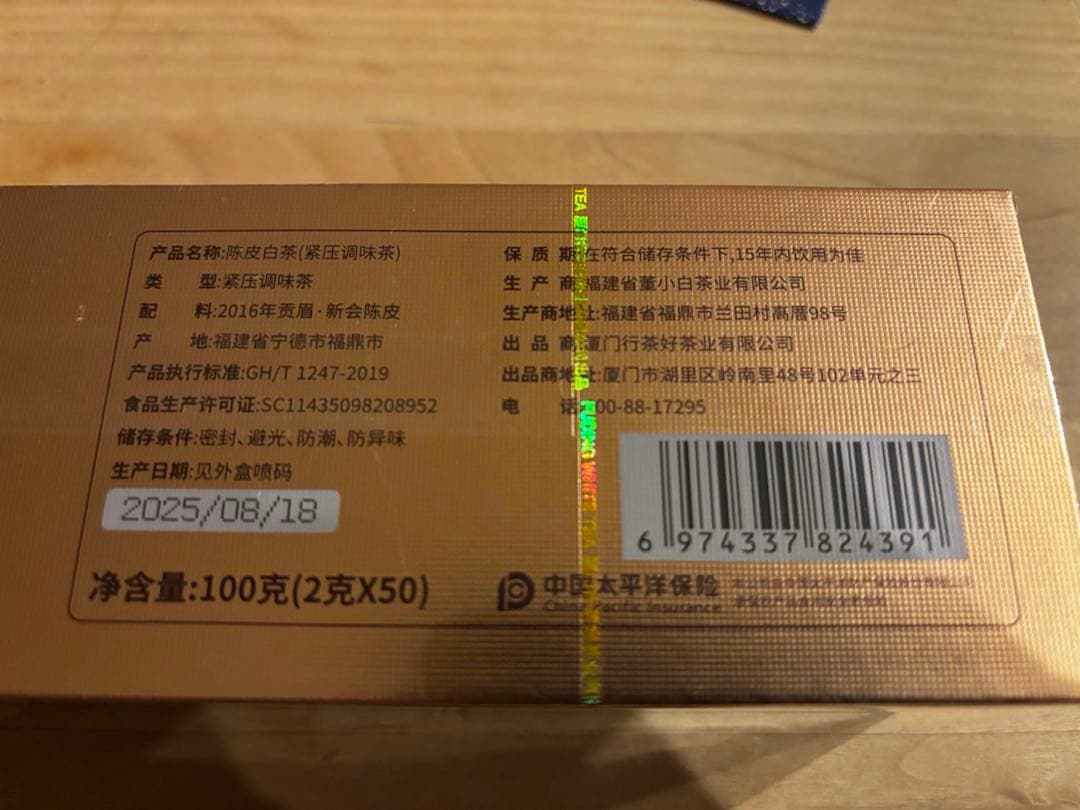 产品名称:陈皮白茶(紧压调味茶)
类 型:紧压调味茶
配 料:2016年贡眉·新会陈皮
产 地:福建省宁德市福鼎市
产品执行标准:GH/T 1247-2019
食品生产许可证:SC11435098208952
储存条件:密封、避光、防潮、防异味
生产日期:见外盒喷码
2025/08/18
净含量:100克(2克X50)
保 质 期:在符合储存条件下,15年内饮用为佳
生 产 商:福建省董小白茶业有限公司
生产商地址:福建省福鼎市兰田村高厝98号
出 品 商:厦门行茶好茶业有限公司
出品商地址:厦门市湖里区岭南里48号102单元之三
电 话 00-88-17295
6 974337 824391
中国太平洋保险
China Pacific Insurance
TEA
FUDING WHITE TEA